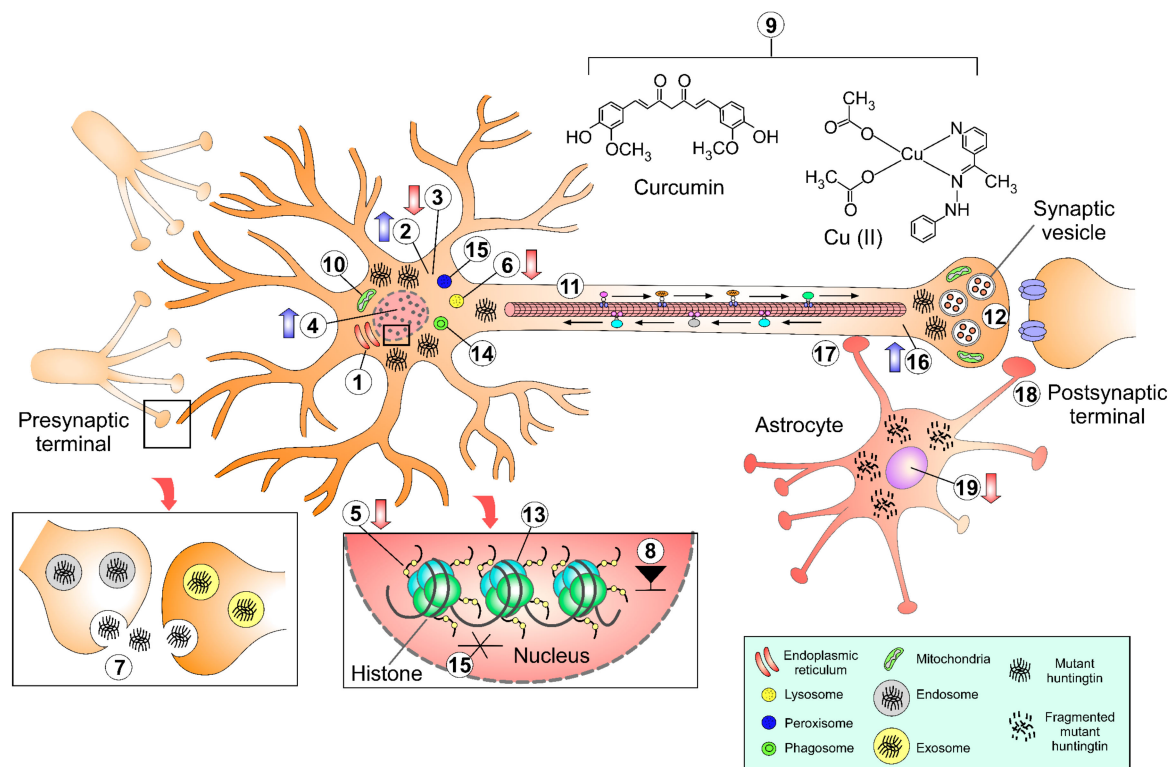 9
O
O
OH
OCH₃
H₃CO
OH
Curcumin
CH₃
O
O
H₃C
O
O
Cu
N
N
CH₃
NH
Cu (II)
Synaptic
vesicle
3
2
15
6
10
4
1
14
11
12
16
17
18
Presynaptic
terminal
Postsynaptic
terminal
Astrocyte
19
7
5
13
8
15
Nucleus
Histone
Endoplasmic
reticulum
Lysosome
Peroxisome
Phagosome
Mitochondria
Endosome
Exosome
Mutant
huntingtin
Fragmented
mutant
huntingtin